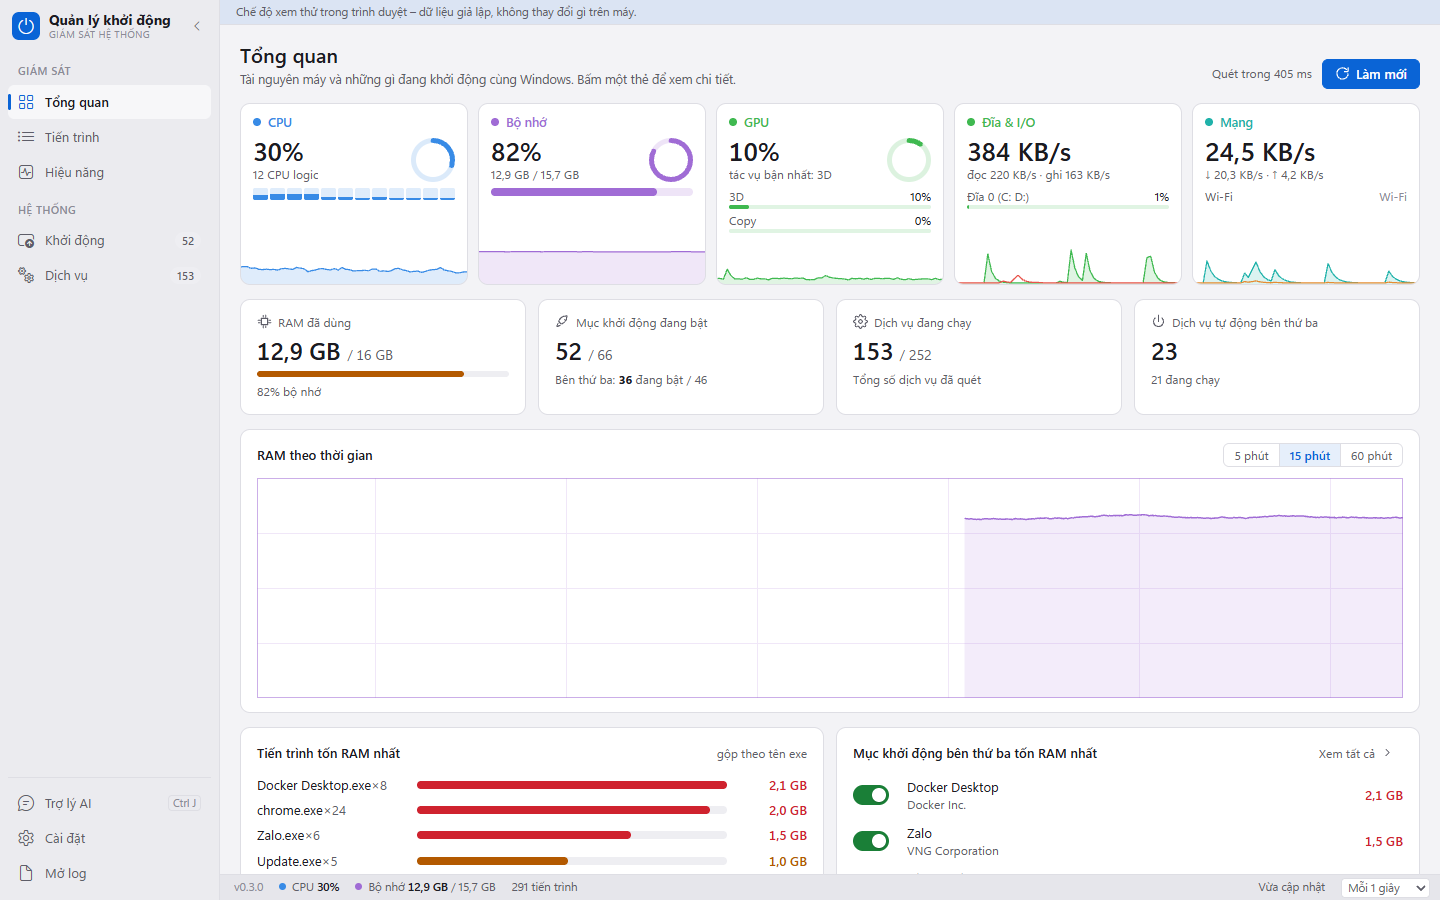 Quản lý khởi động
GIÁM SÁT HỆ THỐNG
GIÁM SÁT
Tổng quan
Tiến trình
Hiệu năng
HỆ THỐNG
Khởi động 52
Dịch vụ 153
Trợ lý AI Ctrl J
Cài đặt
Mở log
Chế độ xem thử trong trình duyệt – dữ liệu giả lập, không thay đổi gì trên máy.
Tổng quan
Tài nguyên máy và những gì đang khởi động cùng Windows. Bấm một thẻ để xem chi tiết.
Quét trong 405 ms
Làm mới
CPU
30%
12 CPU logic
Bộ nhớ
82%
12,9 GB / 15,7 GB
GPU
10%
tác vụ bận nhất: 3D
3D 10%
Copy 0%
Đĩa & I/O
384 KB/s
đọc 220 KB/s · ghi 163 KB/s
Đĩa 0 (C: D:) 1%
Mạng
24,5 KB/s
↓ 20,3 KB/s · ↑ 4,2 KB/s
Wi-Fi Wi-Fi
RAM đã dùng
12,9 GB / 16 GB
82% bộ nhớ
Mục khởi động đang bật
52 / 66
Bên thứ ba: 36 đang bật / 46
Dịch vụ đang chạy
153 / 252
Tổng số dịch vụ đã quét
Dịch vụ tự động bên thứ ba
23
21 đang chạy
RAM theo thời gian
5 phút 15 phút 60 phút
Tiến trình tốn RAM nhất gộp theo tên exe
Docker Desktop.exe×8 2,1 GB
chrome.exe×24 2,0 GB
Zalo.exe×6 1,5 GB
Update.exe×5 1,0 GB
Mục khởi động bên thứ ba tốn RAM nhất Xem tất cả
Docker Desktop
Docker Inc.
2,1 GB
Zalo
VNG Corporation
1,5 GB
v0.3.0 CPU 30% Bộ nhớ 12,9 GB / 15,7 GB 291 tiến trình Vừa cập nhật Mỗi 1 giây